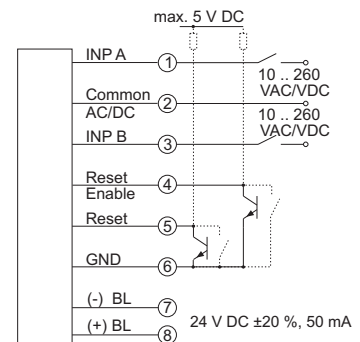 max. 5 V DC
INP A
1
10 .. 260
VAC/VDC
Common
AC/DC
2
10 .. 260
VAC/VDC
INP B
3
Reset
Enable
4
Reset
5
GND
6
(-) BL
7
(+) BL
8
24 V DC ±20 %, 50 mA